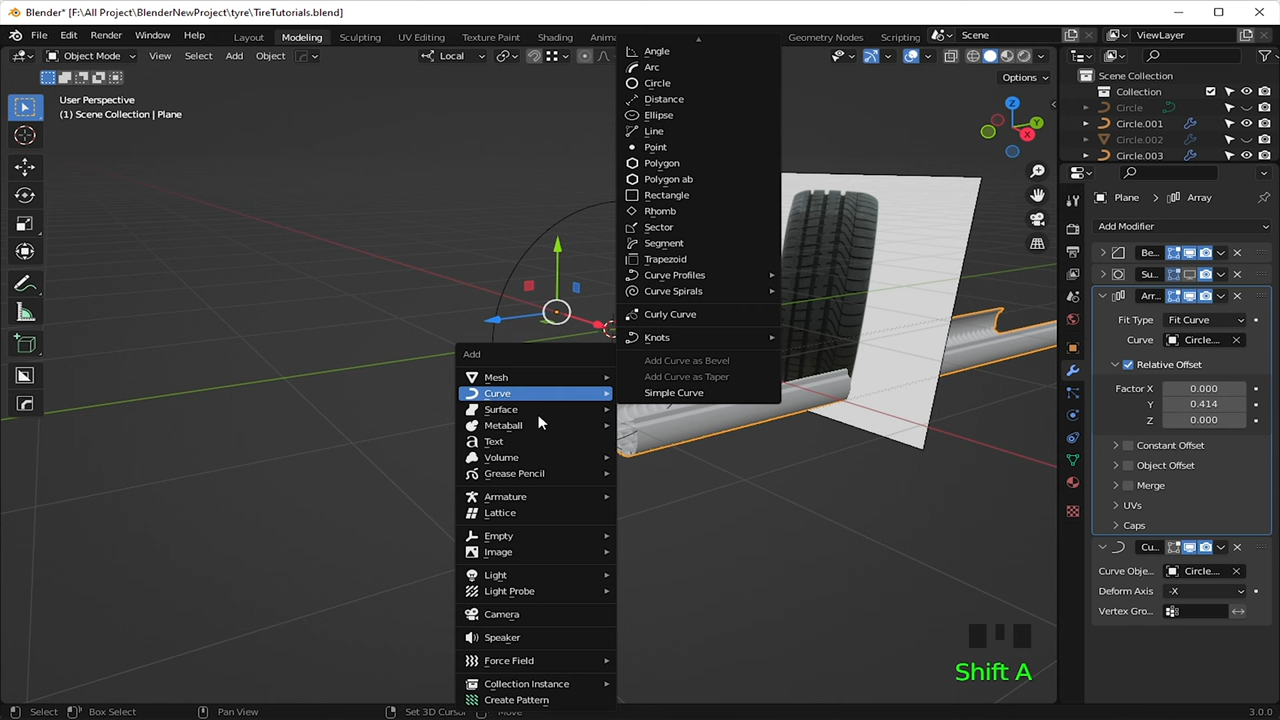 Blender* [F:\All Project\BlenderNewProject\tyre\TireTutorials.blend]
File Edit Render Window Help
Layout Modeling Sculpting UV Editing Texture Paint Shading Anima
Geometry Nodes Scripting
Scene
ViewLayer
Object Mode
View Select Add Object
Local
Options
User Perspective
(1) Scene Collection | Plane
Z
Y
X
Add
Mesh
Curve
Surface
Metaball
Text
Volume
Grease Pencil
Armature
Lattice
Empty
Image
Light
Light Probe
Camera
Speaker
Force Field
Collection Instance
Create Pattern
Angle
Arc
Circle
Distance
Ellipse
Line
Point
Polygon
Polygon ab
Rectangle
Rhomb
Sector
Segment
Trapezoid
Curve Profiles
Curve Spirals
Curly Curve
Knots
Add Curve as Bevel
Add Curve as Taper
Simple Curve
Scene Collection
Collection
Circle
Circle.001
Circle.002
Circle.003
Plane Array
Add Modifier
Be...
Su...
Arr...
Fit Type Fit Curve
Curve Circle....
Relative Offset
Factor X 0.000
Y 0.414
Z 0.000
Constant Offset
Object Offset
Merge
UVs
Caps
Cu...
Curve Obje... Circle....
Deform Axis -X
Vertex Gro...
Shift A
Select Box Select Pan View Set 3D Cursor Move
3.0.0